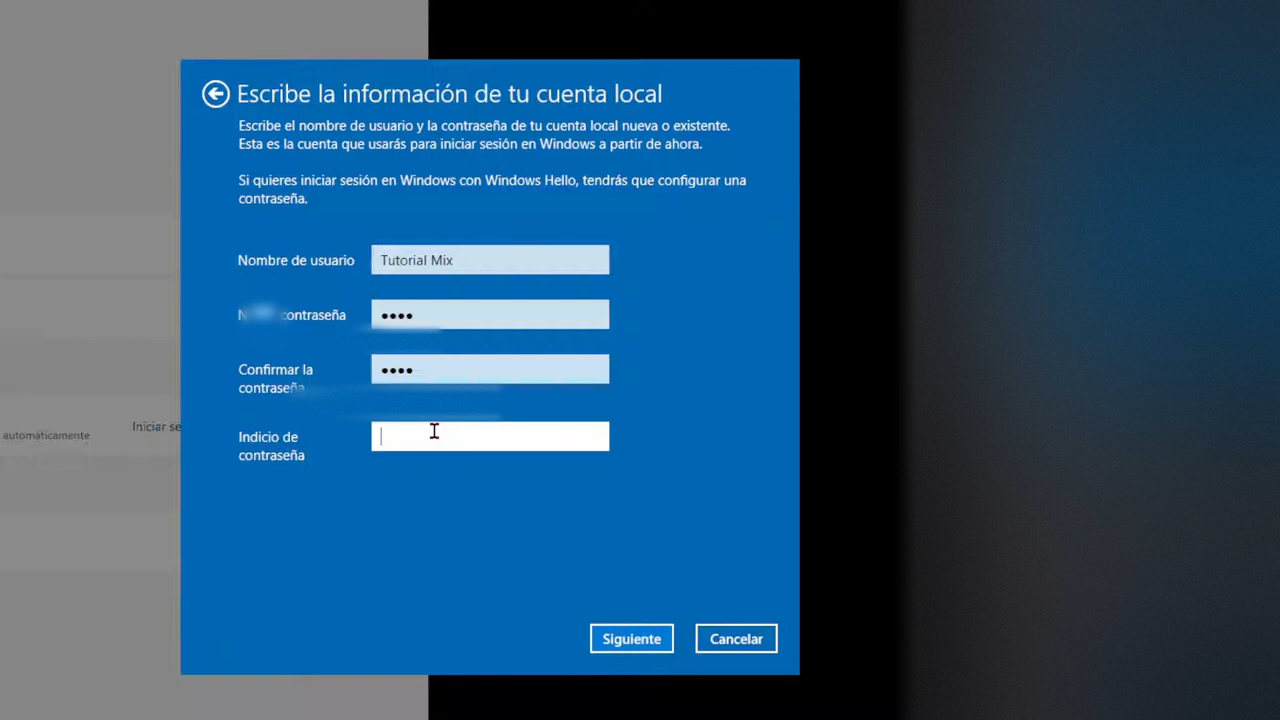 Escribe la información de tu cuenta local
Escribe el nombre de usuario y la contraseña de tu cuenta local nueva o existente.
Esta es la cuenta que usarás para iniciar sesión en Windows a partir de ahora.
Si quieres iniciar sesión en Windows con Windows Hello, tendrás que configurar una
contraseña.
Nombre de usuario
Tutorial Mix
contraseña
••••
Confirmar la
contraseña
••••
Iniciar se
automáticamente
Indicio de
contraseña
Siguiente
Cancelar